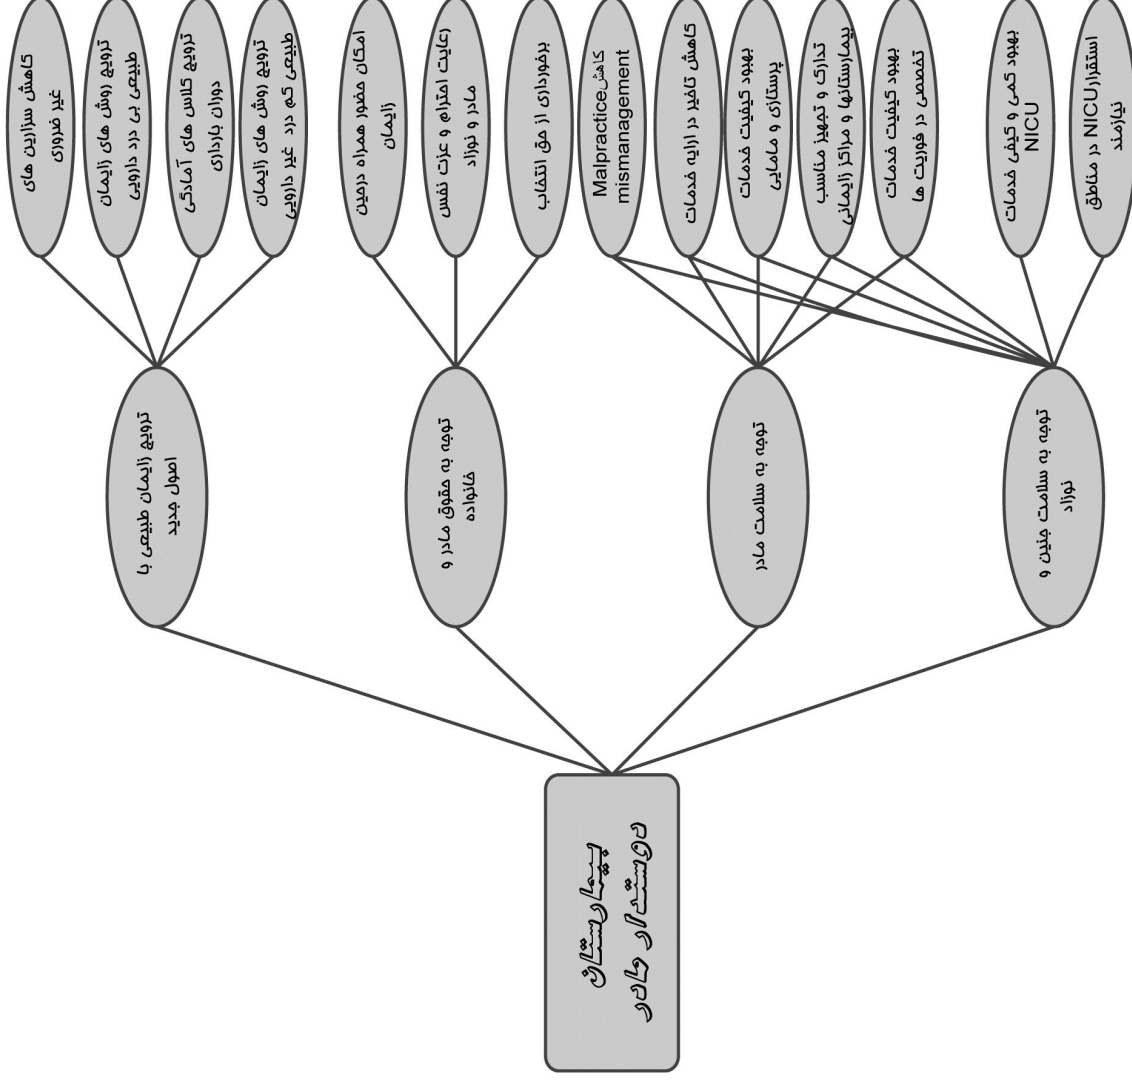 بیمارستان
دوستدار مادر
ترویج زایمان طبیعی با
اصول جدید
توجه به حقوق مادر و
خانواده
توجه به سلامت مادر
توجه به سلامت جنین و
نوزاد
کاهش سزارین های
غیر ضروری
ترویج روش های زایمان
طبیعی بی درد دارویی
ترویج کلاس های آمادگی
دوران بارداری
ترویج روش های زایمان
طبیعی کم درد غیر دارویی
امکان حضور همراه درحین
زایمان
رعایت احترام و عزت نفس
مادر و نوزاد
برخورداری از حق انتخاب
کاهش Malpractice
mismanagement
کاهش تاخیر در ارایه خدمات
بهبود کیفیت خدمات
پرستاری و مامایی
تدارک و تجهیز مناسب
بیمارستانها و مراکز زایمانی
بهبود کیفیت خدمات
تخصصی در فوریت ها
بهبود کمی و کیفی خدمات
NICU
استقرار NICU در مناطق
نیازمند